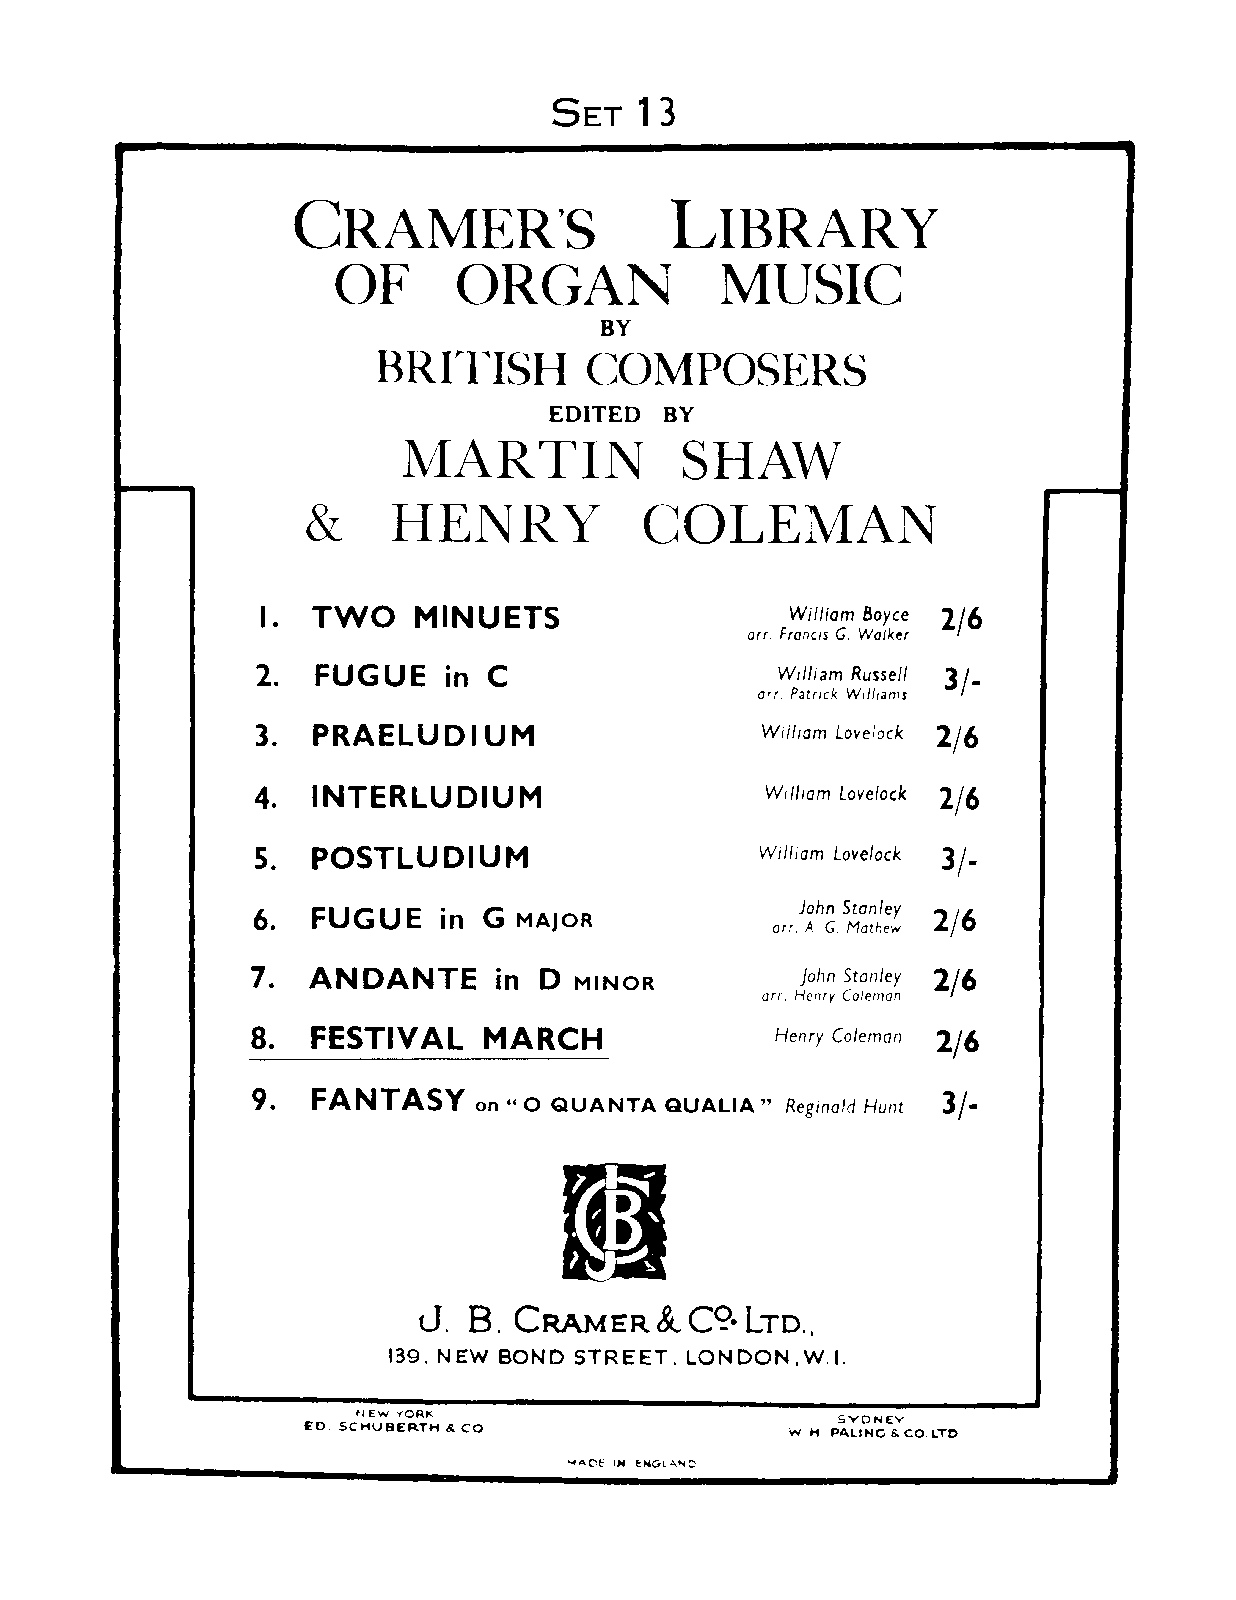 SET 13
CRAMER'S LIBRARY
OF ORGAN MUSIC
BY
BRITISH COMPOSERS
EDITED BY
MARTIN SHAW
& HENRY COLEMAN
1. TWO MINUETS William Boyce 2/6
arr. Francis G. Walker
2. FUGUE in C William Russell 3/-
arr. Patrick Williams
3. PRAELUDIUM William Lovelock 2/6
4. INTERLUDIUM William Lovelock 2/6
5. POSTLUDIUM William Lovelock 3/-
6. FUGUE in G MAJOR John Stanley 2/6
arr. A. G. Mathew
7. ANDANTE in D MINOR John Stanley 2/6
arr. Henry Coleman
8. FESTIVAL MARCH Henry Coleman 2/6
9. FANTASY on "O QUANTA QUALIA" Reginald Hunt 3/-
JBC
J. B. CRAMER & Co. LTD.,
139, NEW BOND STREET, LONDON, W.1.
NEW YORK
ED. SCHUBERTH & CO
SYDNEY
W H PALING & CO. LTD
MADE IN ENGLAND